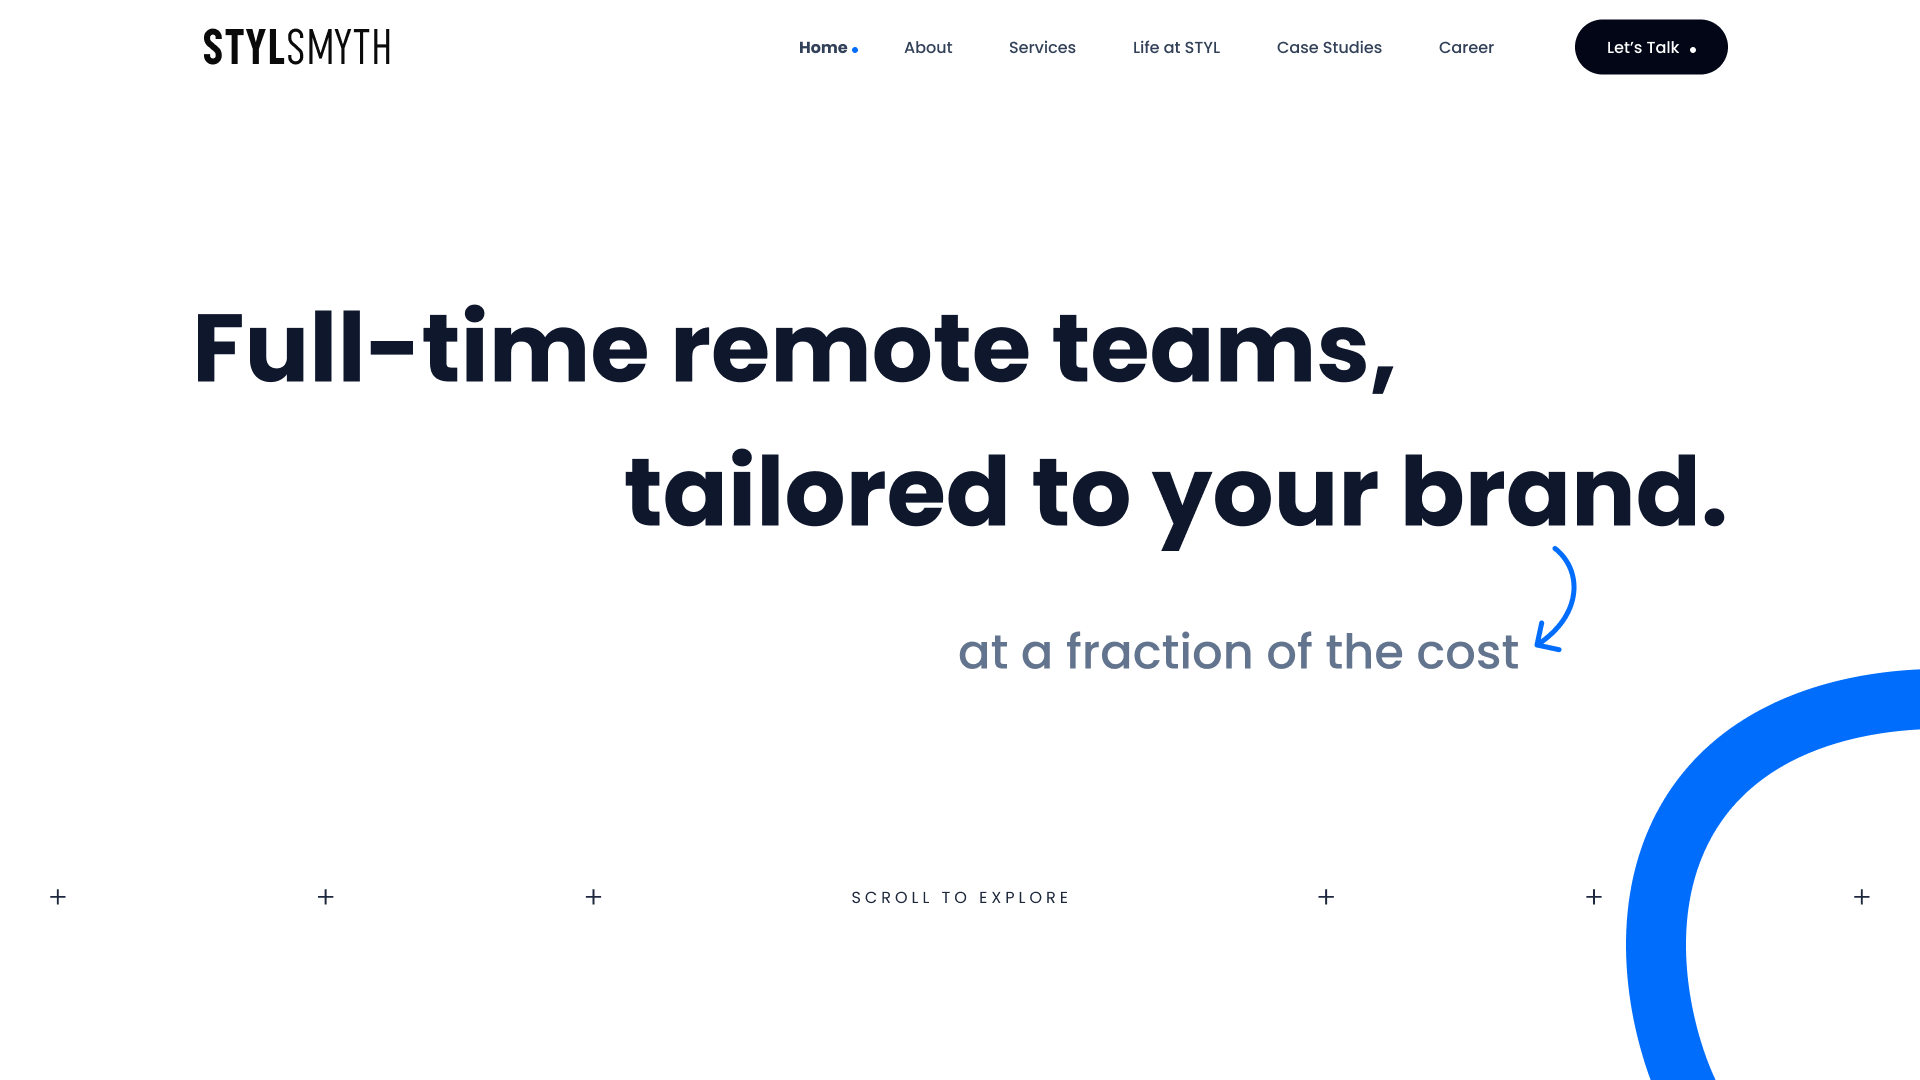 STYLSMYTH
Home
About
Services
Life at STYL
Case Studies
Career
Let's Talk
Full-time remote teams,
tailored to your brand.
at a fraction of the cost
SCROLL TO EXPLORE